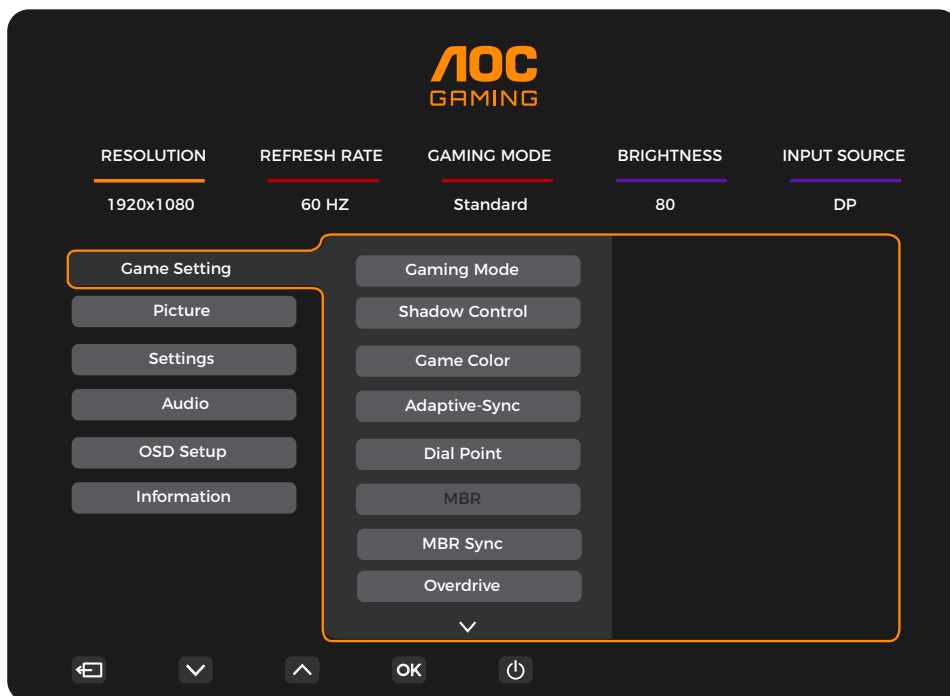 AOC
GAMING
RESOLUTION REFRESH RATE GAMING MODE BRIGHTNESS INPUT SOURCE
1920x1080 60 HZ Standard 80 DP
Game Setting
Picture
Settings
Audio
OSD Setup
Information
Gaming Mode
Shadow Control
Game Color
Adaptive-Sync
Dial Point
MBR
MBR Sync
Overdrive
OK